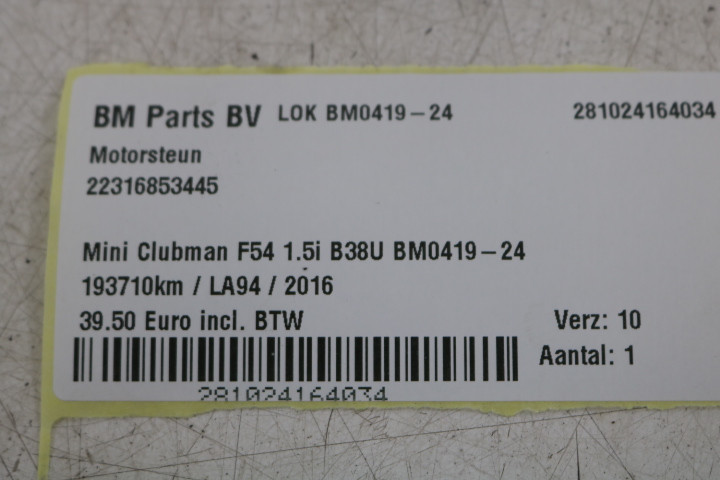 BM Parts BV LOK BM0419-24 281024164034
Motorsteun
22316853445
Mini Clubman F54 1.5i B38U BM0419-24
193710km / LA94 / 2016
39.50 Euro incl. BTW Verz: 10
Aantal: 1
281024164034